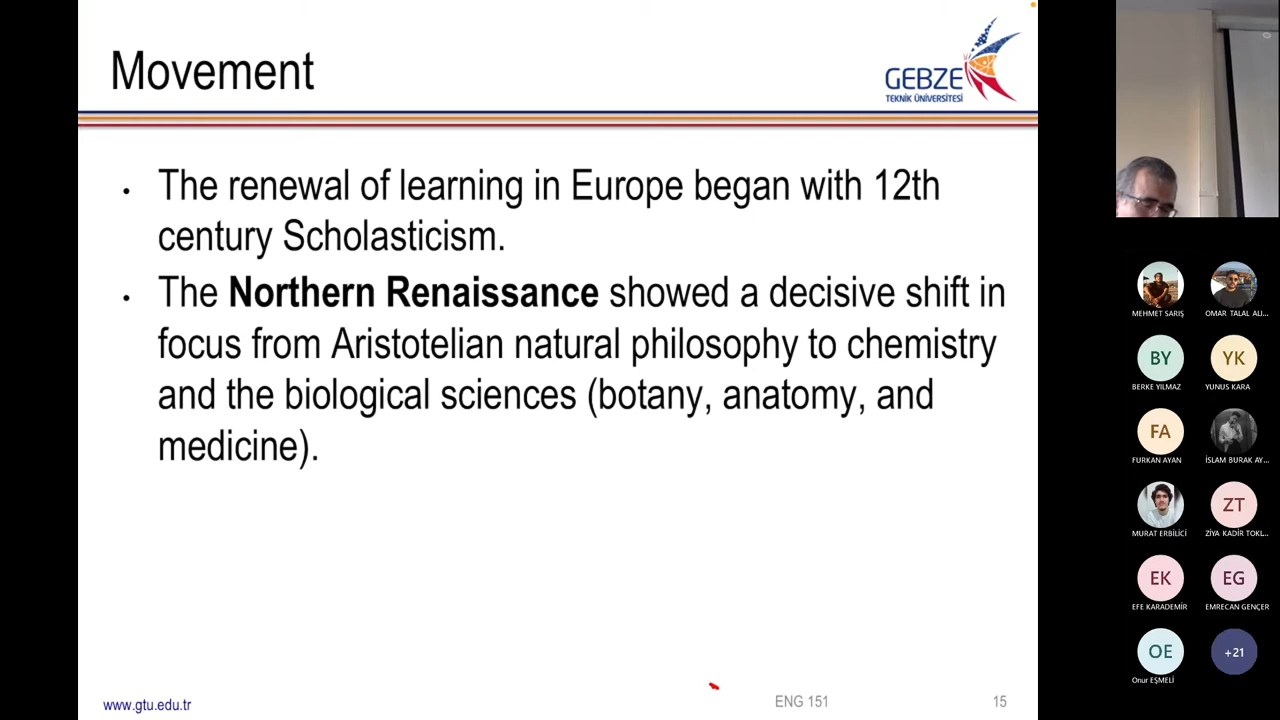 Movement
GEBZE
TEKNİK ÜNİVERSİTESİ
• The renewal of learning in Europe began with 12th
century Scholasticism.
• The Northern Renaissance showed a decisive shift in
focus from Aristotelian natural philosophy to chemistry
and the biological sciences (botany, anatomy, and
medicine).
www.gtu.edu.tr
ENG 151
15
MEHMET SARIŞ
OMAR TALAL ALI...
BY
YK
BERKE YILMAZ
YUNUS KARA
FA
FURKAN AYAN
İSLAM BURAK AY...
ZT
MURAT ERBİLİCİ
ZİYA KADİR TOKL...
EK
EG
EFE KARADEMİR
EMRECAN GENÇER
OE
+21
Onur EŞMELİ